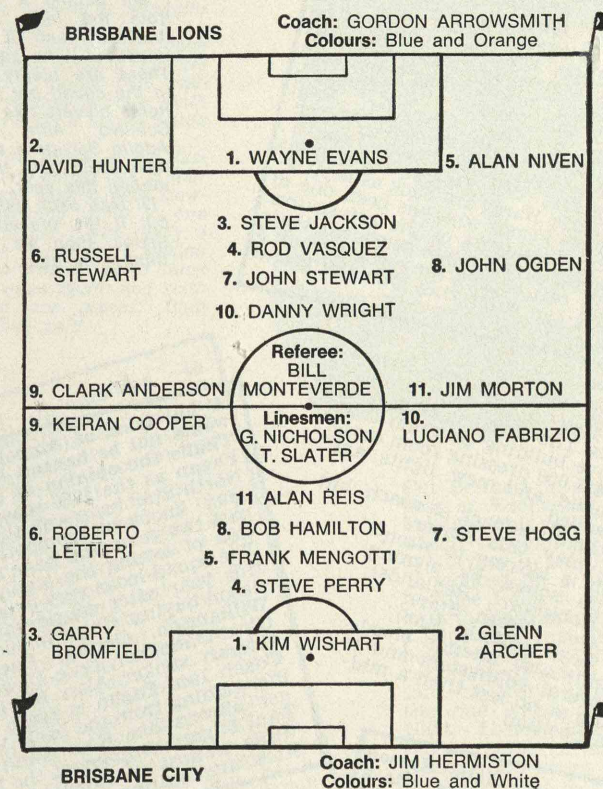 BRISBANE LIONS
Coach: GORDON ARROWSMITH
Colours: Blue and Orange
2.
DAVID HUNTER
1. WAYNE EVANS
5. ALAN NIVEN
3. STEVE JACKSON
6. RUSSELL
STEWART
4. ROD VASQUEZ
8. JOHN OGDEN
7. JOHN STEWART
10. DANNY WRIGHT
Referee:
BILL
MONTEVERDE
9. CLARK ANDERSON
11. JIM MORTON
9. KEIRAN COOPER
Linesmen:
G. NICHOLSON
T. SLATER
10.
LUCIANO FABRIZIO
11 ALAN REIS
6. ROBERTO
LETTIERI
8. BOB HAMILTON
7. STEVE HOGG
5. FRANK MENGOTTI
4. STEVE PERRY
3. GARRY
BROMFIELD
1. KIM WISHART
2. GLENN
ARCHER
BRISBANE CITY
Coach: JIM HERMISTON
Colours: Blue and White